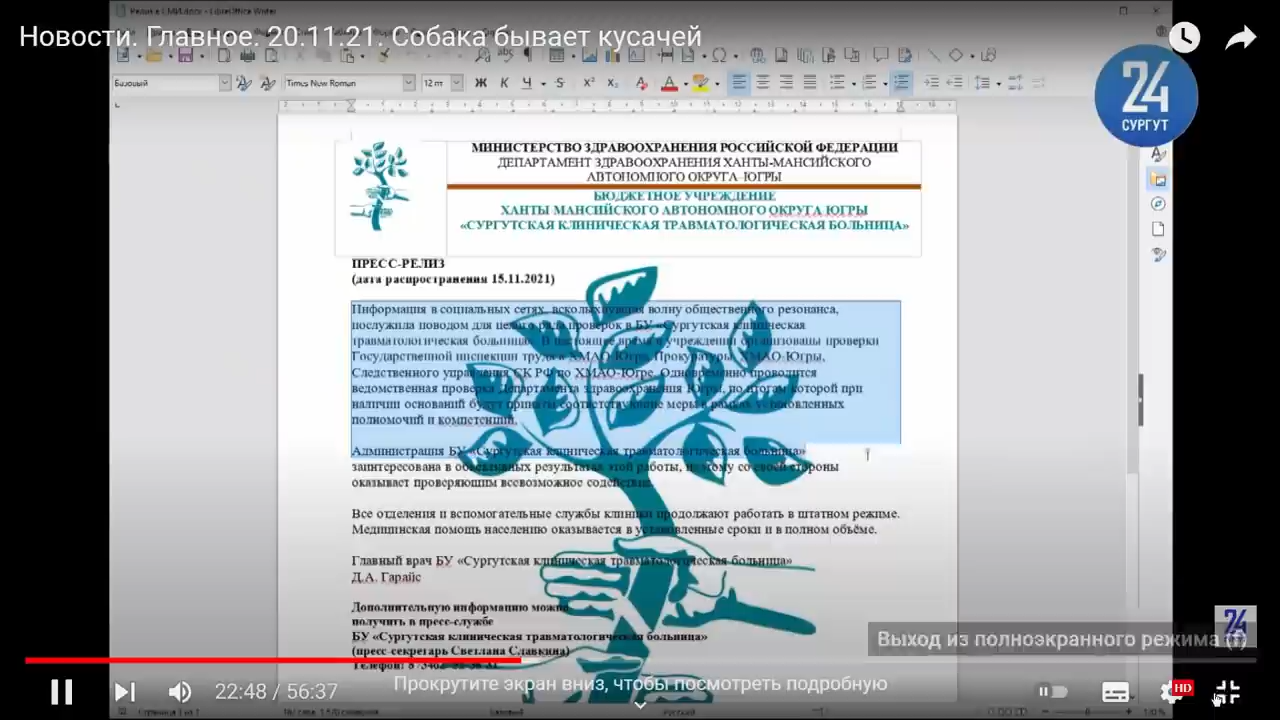 Релиз в СМИ.docx - LibreOffice Writer
Новости. Главное. 20.11.21. Собака бывает кусачей
24
СУРГУТ
Базовый
Times New Roman
12 пт
Ж К Ч S X² X₂
МИНИСТЕРСТВО ЗДРАВООХРАНЕНИЯ РОССИЙСКОЙ ФЕДЕРАЦИИ
ДЕПАРТАМЕНТ ЗДРАВООХРАНЕНИЯ ХАНТЫ-МАНСИЙСКОГО
АВТОНОМНОГО ОКРУГА-ЮГРЫ
БЮДЖЕТНОЕ УЧРЕЖДЕНИЕ
ХАНТЫ МАНСИЙСКОГО АВТОНОМНОГО ОКРУГА ЮГРЫ
«СУРГУТСКАЯ КЛИНИЧЕСКАЯ ТРАВМАТОЛОГИЧЕСКАЯ БОЛЬНИЦА»
ПРЕСС-РЕЛИЗ
(дата распространения 15.11.2021)
Информация в социальных сетях, всколыхнувшая волну общественного резонанса,
послужила поводом для целого ряда проверок в БУ «Сургутская клиническая
травматологическая больница». В настоящее время в учреждении организованы проверки
Государственной инспекции труда в ХМАО-Югре, Прокуратуры ХМАО-Югры,
Следственного управления СК РФ по ХМАО-Югре. Одновременно проводится
ведомственная проверка Департамента здравоохранения Югры, по итогам которой при
наличии оснований будут приняты соответствующие меры в рамках установленных
полномочий и компетенций.
Администрация БУ «Сургутская клиническая травматологическая больница»
заинтересована в объективных результатах этой работы, поэтому со своей стороны
оказывает проверяющим всевозможное содействие.
Все отделения и вспомогательные службы клиники продолжают работать в штатном режиме.
Медицинская помощь населению оказывается в установленные сроки и в полном объёме.
Главный врач БУ «Сургутская клиническая травматологическая больница»
Д.А. Гарайс
Дополнительную информацию можно
получить в пресс-службе
БУ «Сургутская клиническая травматологическая больница»
(пресс-секретарь Светлана Славкина)
24
Выход из полноэкранного режима (f)
22:48 / 56:37
Прокрутите экран вниз, чтобы посмотреть подробную
HD